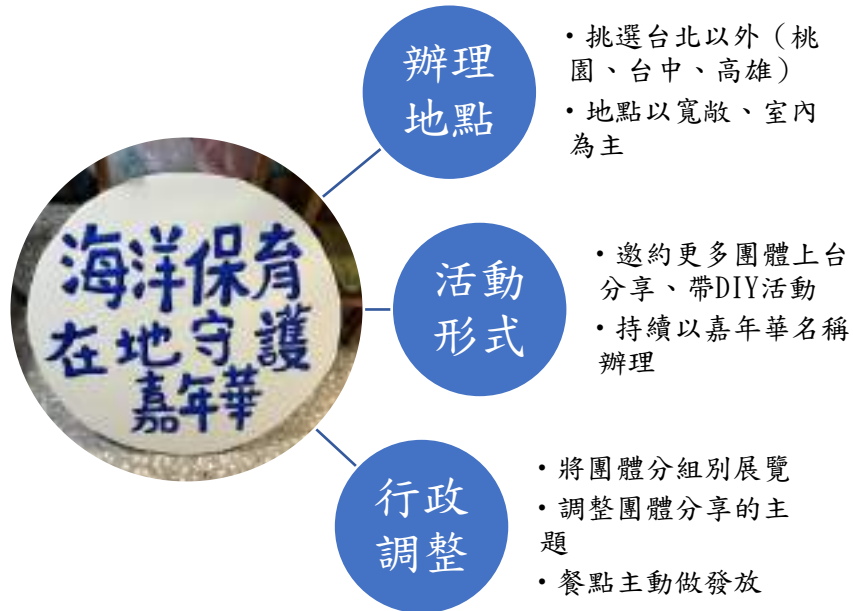 海洋保育
在地守護
嘉年華
辦理
地點
•挑選台北以外（桃
園、台中、高雄）
•地點以寬敞、室內
為主
活動
形式
•邀約更多團體上台
分享、帶DIY活動
•持續以嘉年華名稱
辦理
行政
調整
•將團體分組別展覽
•調整團體分享的主
題
•餐點主動做發放